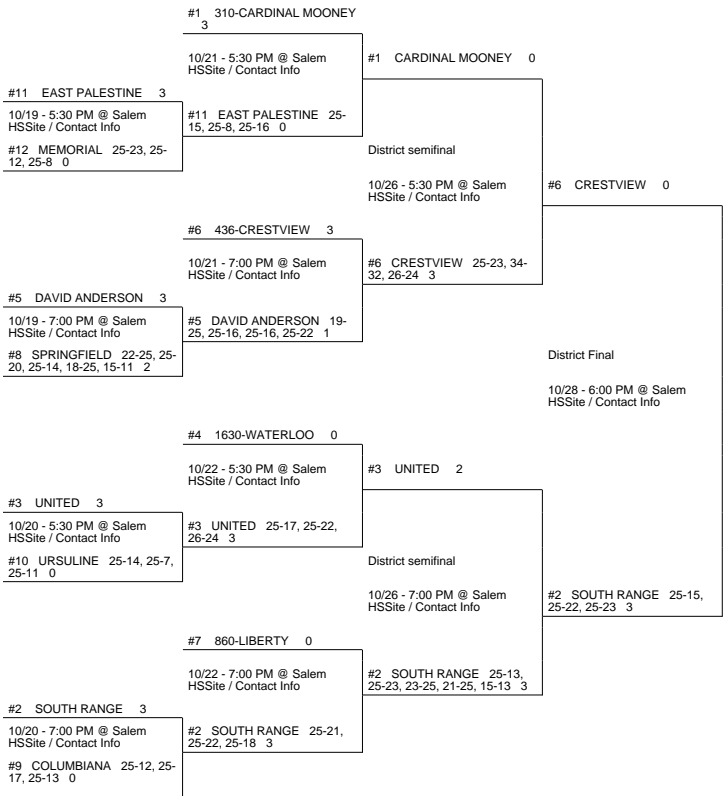 #1 310-CARDINAL MOONEY
3
10/21 - 5:30 PM @ Salem
HSSite / Contact Info
#1 CARDINAL MOONEY 0
#11 EAST PALESTINE 3
10/19 - 5:30 PM @ Salem
HSSite / Contact Info
#11 EAST PALESTINE 25-
15, 25-8, 25-16 0
#12 MEMORIAL 25-23, 25-
12, 25-8 0
District semifinal
10/26 - 5:30 PM @ Salem
HSSite / Contact Info
#6 CRESTVIEW 0
#6 436-CRESTVIEW 3
10/21 - 7:00 PM @ Salem
HSSite / Contact Info
#6 CRESTVIEW 25-23, 34-
32, 26-24 3
#5 DAVID ANDERSON 3
10/19 - 7:00 PM @ Salem
HSSite / Contact Info
#5 DAVID ANDERSON 19-
25, 25-16, 25-16, 25-22 1
#8 SPRINGFIELD 22-25, 25-
20, 25-14, 18-25, 15-11 2
District Final
10/28 - 6:00 PM @ Salem
HSSite / Contact Info
#4 1630-WATERLOO 0
10/22 - 5:30 PM @ Salem
HSSite / Contact Info
#3 UNITED 2
#3 UNITED 3
10/20 - 5:30 PM @ Salem
HSSite / Contact Info
#3 UNITED 25-17, 25-22,
26-24 3
#10 URSULINE 25-14, 25-7,
25-11 0
District semifinal
10/26 - 7:00 PM @ Salem
HSSite / Contact Info
#2 SOUTH RANGE 25-15,
25-22, 25-23 3
#7 860-LIBERTY 0
10/22 - 7:00 PM @ Salem
HSSite / Contact Info
#2 SOUTH RANGE 25-13,
25-23, 23-25, 21-25, 15-13 3
#2 SOUTH RANGE 3
10/20 - 7:00 PM @ Salem
HSSite / Contact Info
#2 SOUTH RANGE 25-21,
25-22, 25-18 3
#9 COLUMBIANA 25-12, 25-
17, 25-13 0